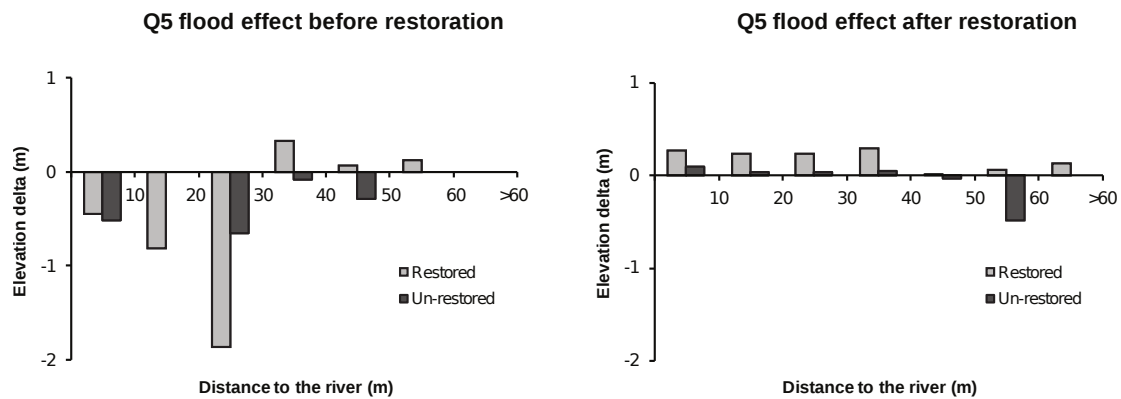 Q5 flood effect before restoration
Elevation delta (m)
1
0
-1
-2
10 20 30 40 50 60 >60
Restored
Un-restored
Distance to the river (m)
Q5 flood effect after restoration
Elevation delta (m)
1
0
-1
-2
10 20 30 40 50 60 >60
Restored
Un-restored
Distance to the river (m)